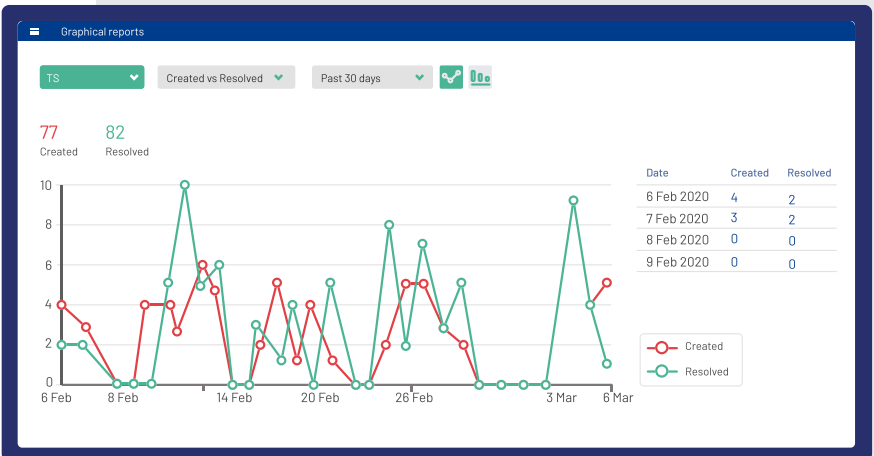 Graphical reports
TS
Created vs Resolved
Past 30 days
77
82
Created
Resolved
Date Created Resolved
6 Feb 2020 4 2
7 Feb 2020 3 2
8 Feb 2020 0 0
9 Feb 2020 0 0
10
8
6
4
2
0
6 Feb 8 Feb 14 Feb 20 Feb 26 Feb 3 Mar 6 Mar
Created
Resolved